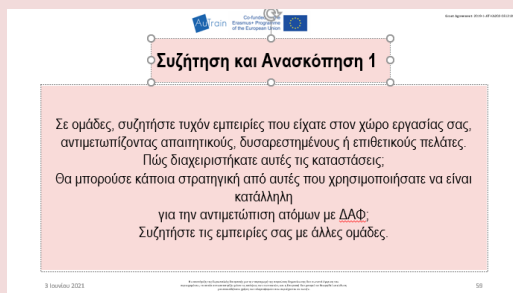 AuTrain
Co-funded by the
Erasmus+ Programme
of the European Union
Συζήτηση και Ανασκόπηση 1
Σε ομάδες, συζητήστε τυχόν εμπειρίες που είχατε στον χώρο εργασίας σας,
αντιμετωπίζοντας απαιτητικούς, δυσαρεστημένους ή επιθετικούς πελάτες.
Πώς διαχειριστήκατε αυτές τις καταστάσεις;
Θα μπορούσε κάποια στρατηγική από αυτές που χρησιμοποιήσατε να είναι
κατάλληλη
για την αντιμετώπιση ατόμων με ΔΑΦ;
Συζητήστε τις εμπειρίες σας με άλλες ομάδες.
3 Ιουνίου 2021
59